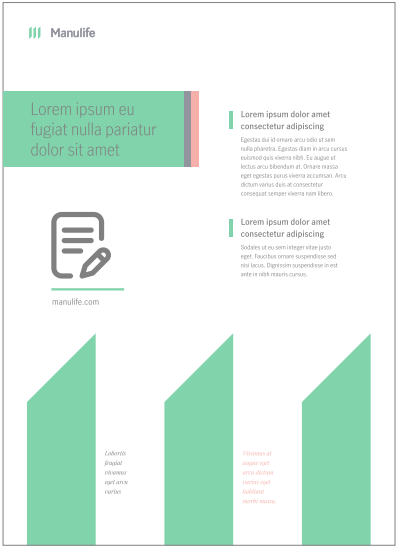 Manulife
Lorem ipsum eu
fugiat nulla pariatur
dolor sit amet
Lorem ipsum dolor amet
consectetur adipiscing
Egestas dui id ornare arcu odio ut sem
nulla pharetra. Egestas diam in arcu cursus
euismod quis viverra nibh. Eu augue ut
lectus arcu bibendum at. Ornare massa
eget egestas purus viverra accumsan. Arcu
dictum varius duis at consectetur
consequat semper viverra nam libero.
Lorem ipsum dolor amet
consectetur adipiscing
Sodales ut eu sem integer vitae justo
eget. Faucibus ornare suspendisse sed
nisi lacus. Dignissim suspendisse in est
ante in nibh mauris cursus.
manulife.com
Lobortis
feugiat
vivamus
eget arcu
varius
Vivamus at
augue eget
arcu dictum
varius
habitant
morbi